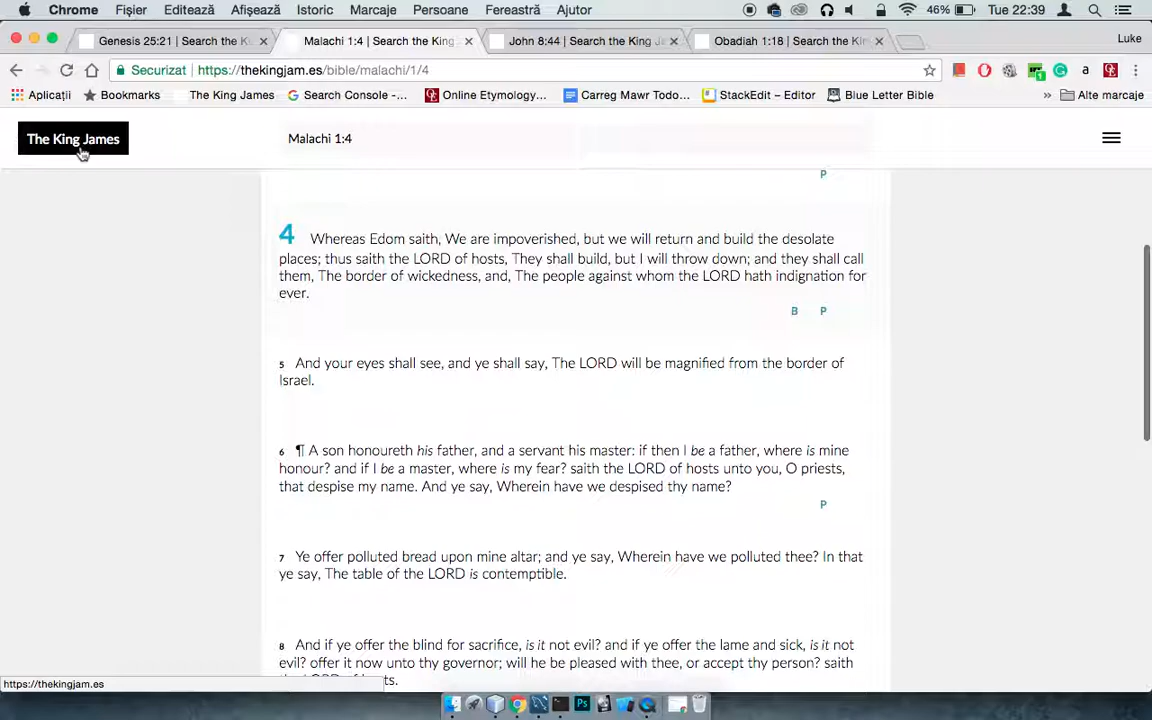 Chrome Fișier Editează Afișează Istoric Marcaje Persoane Fereastră Ajutor 46% Tue 22:39
Genesis 25:21 | Search the Ki Malachi 1:4 | Search the King John 8:44 | Search the King Ja Obadiah 1:18 | Search the Kin Luke
Securizat https://thekingjam.es/bible/malachi/1/4
Aplicații Bookmarks The King James Search Console -... Online Etymology... Carreg Mawr Todo... StackEdit – Editor Blue Letter Bible » Alte marcaje
The King James Malachi 1:4
P
4 Whereas Edom saith, We are impoverished, but we will return and build the desolate
places; thus saith the LORD of hosts, They shall build, but I will throw down; and they shall call
them, The border of wickedness, and, The people against whom the LORD hath indignation for
ever.
B P
5 And your eyes shall see, and ye shall say, The LORD will be magnified from the border of
Israel.
6 ¶ A son honoureth his father, and a servant his master: if then I be a father, where is mine
honour? and if I be a master, where is my fear? saith the LORD of hosts unto you, O priests,
that despise my name. And ye say, Wherein have we despised thy name?
P
7 Ye offer polluted bread upon mine altar; and ye say, Wherein have we polluted thee? In that
ye say, The table of the LORD is contemptible.
8 And if ye offer the blind for sacrifice, is it not evil? and if ye offer the lame and sick, is it not
evil? offer it now unto thy governor; will he be pleased with thee, or accept thy person? saith
https://thekingjam.es